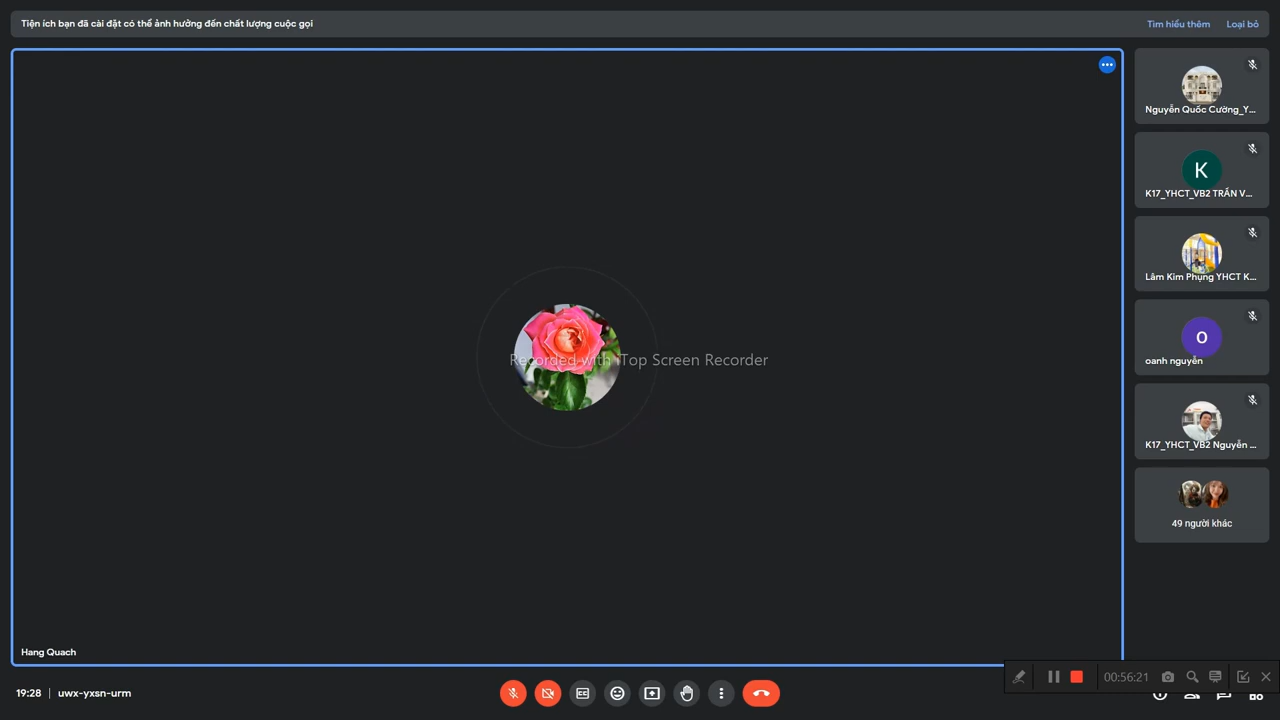 Tiện ích bạn đã cài đặt có thể ảnh hưởng đến chất lượng cuộc gọi
Tìm hiểu thêm
Loại bỏ
Nguyễn Quốc Cường_Y...
K
K17_YHCT_VB2 TRẦN V...
Lâm Kim Phụng YHCT K...
o
oanh nguyễn
K17_YHCT_VB2 Nguyễn ...
49 người khác
Recorded with iTop Screen Recorder
Hang Quach
19:28 | uwx-yxsn-urm
00:56:21